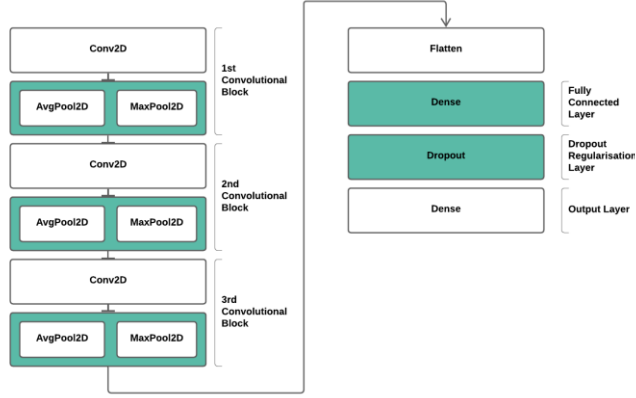 Conv2D
AvgPool2D MaxPool2D
1st
Convolutional
Block
Conv2D
AvgPool2D MaxPool2D
2nd
Convolutional
Block
Conv2D
AvgPool2D MaxPool2D
3rd
Convolutional
Block
Flatten
Dense
Fully
Connected
Layer
Dropout
Dropout
Regularisation
Layer
Dense
Output Layer